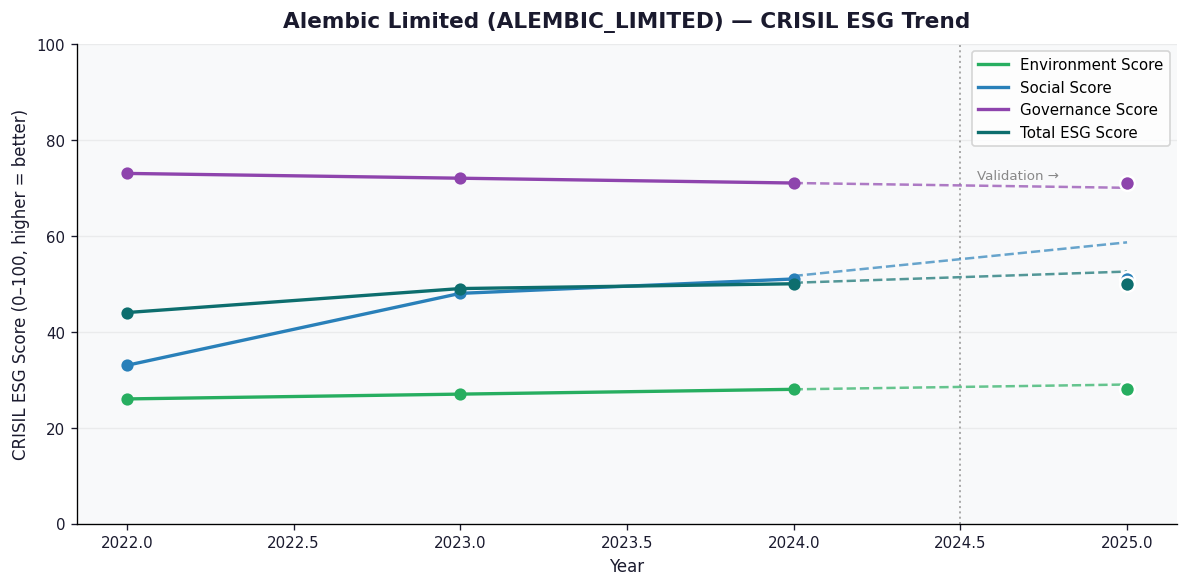 Alembic Limited (ALEMBIC_LIMITED) — CRISIL ESG Trend
CRISIL ESG Score (0–100, higher = better)
100
80
60
40
20
0
Environment Score
Social Score
Governance Score
Total ESG Score
Validation →
2022.0
2022.5
2023.0
2023.5
2024.0
2024.5
2025.0
Year